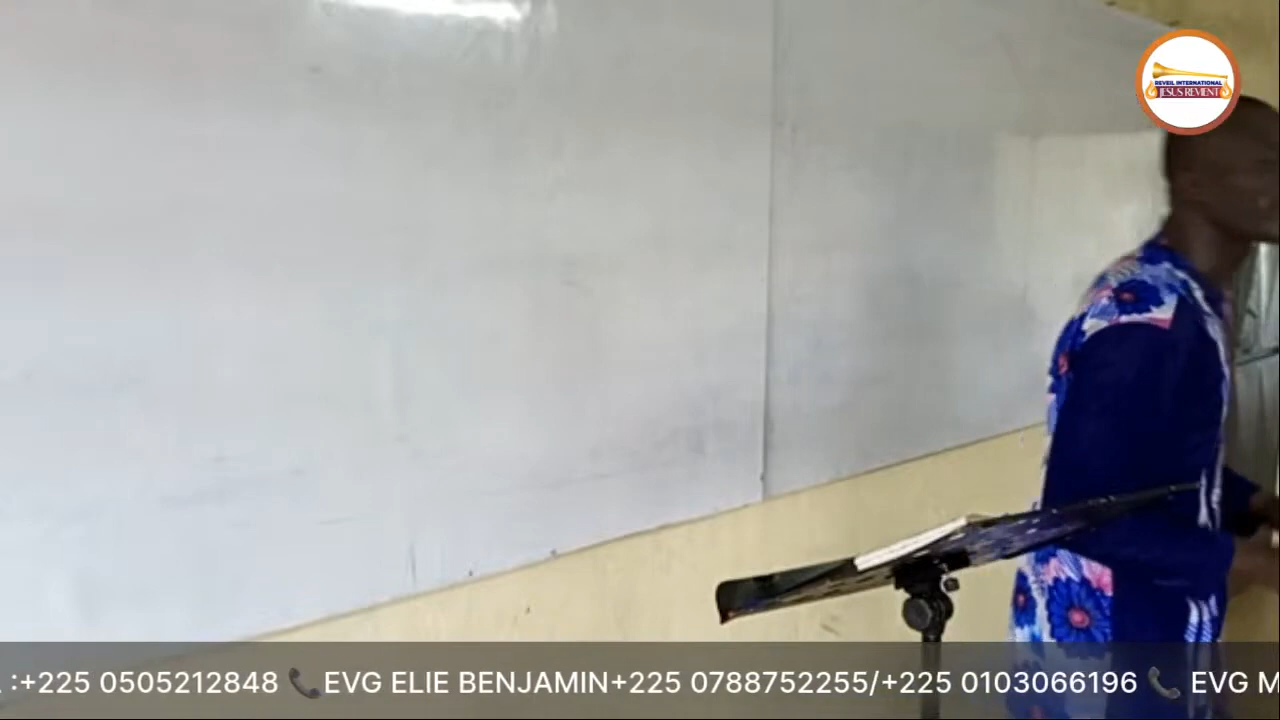 REVEIL INTERNATIONAL
JESUS REVIENT
:+225 0505212848 📞EVG ELIE BENJAMIN+225 0788752255/+225 0103066196 📞 EVG M